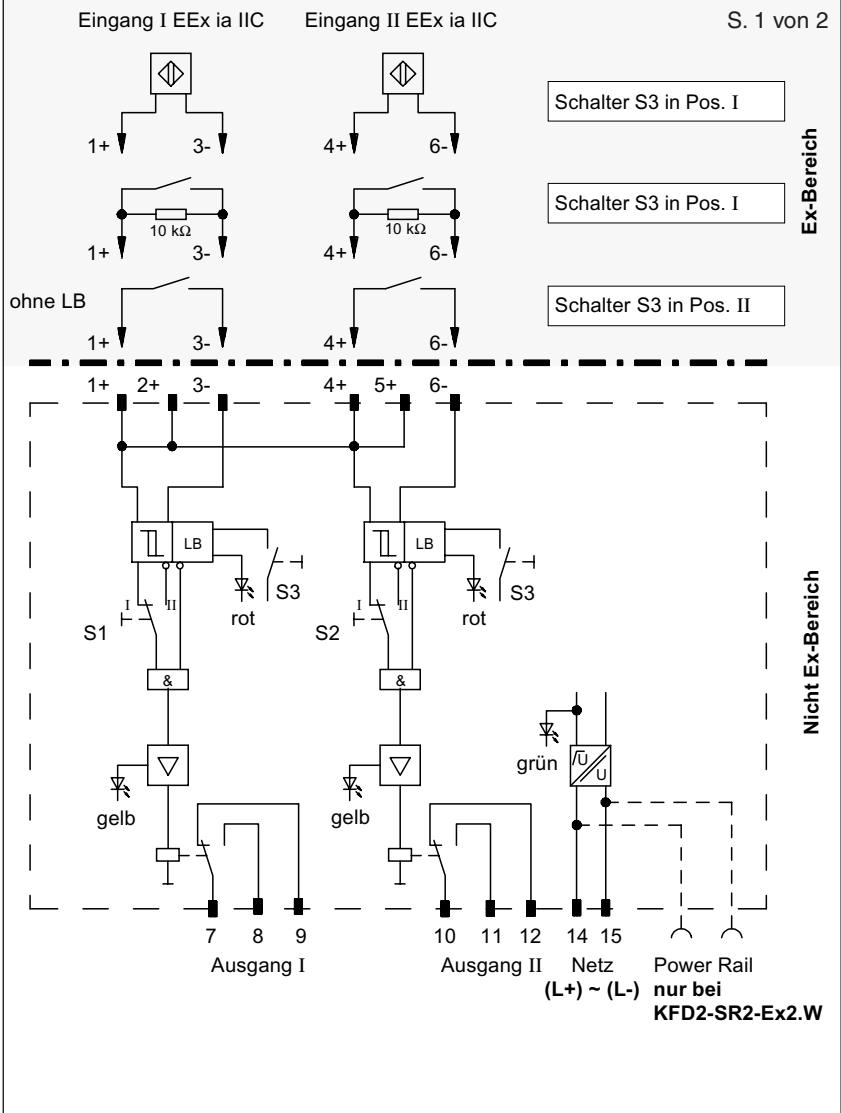 Eingang I EEx ia IIC Eingang II EEx ia IIC S. 1 von 2
Schalter S3 in Pos. I
1+ 3- 4+ 6-
Schalter S3 in Pos. I
10 kΩ 10 kΩ
1+ 3- 4+ 6-
Ex-Bereich
ohne LB
Schalter S3 in Pos. II
1+ 3- 4+ 6-
1+ 2+ 3- 4+ 5+ 6-
LB LB
S3 S3
rot rot
I II I II
S1 S2
& &
Nicht Ex-Bereich
grün
U
U
gelb gelb
7 8 9 10 11 12 14 15
Ausgang I Ausgang II Netz Power Rail
(L+) ~ (L-) nur bei
KFD2-SR2-Ex2.W